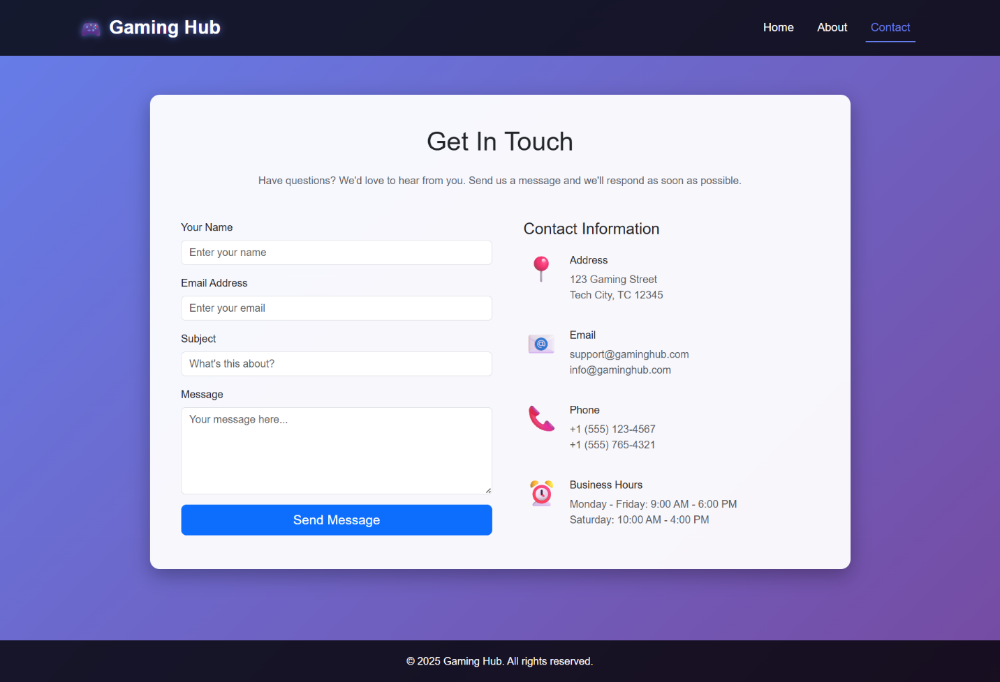 Gaming Hub
Home
About
Contact
Get In Touch
Have questions? We'd love to hear from you. Send us a message and we'll respond as soon as possible.
Your Name
Enter your name
Email Address
Enter your email
Subject
What's this about?
Message
Your message here...
Send Message
Contact Information
Address
123 Gaming Street
Tech City, TC 12345
@
Email
support@gaminghub.com
info@gaminghub.com
Phone
+1 (555) 123-4567
+1 (555) 765-4321
Business Hours
Monday - Friday: 9:00 AM - 6:00 PM
Saturday: 10:00 AM - 4:00 PM
© 2025 Gaming Hub. All rights reserved.